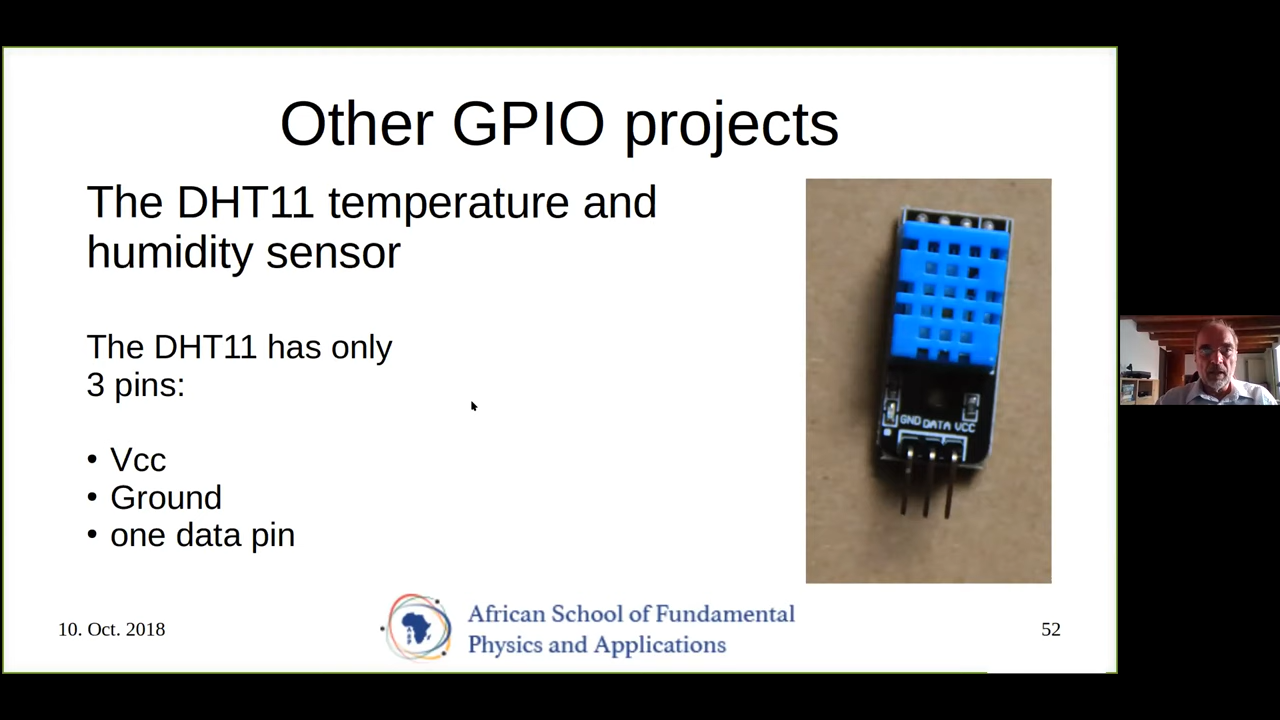 Other GPIO projects
The DHT11 temperature and
humidity sensor
The DHT11 has only
3 pins:
• Vcc
• Ground
• one data pin
GND DATA VCC
10. Oct. 2018
African School of Fundamental
Physics and Applications
52